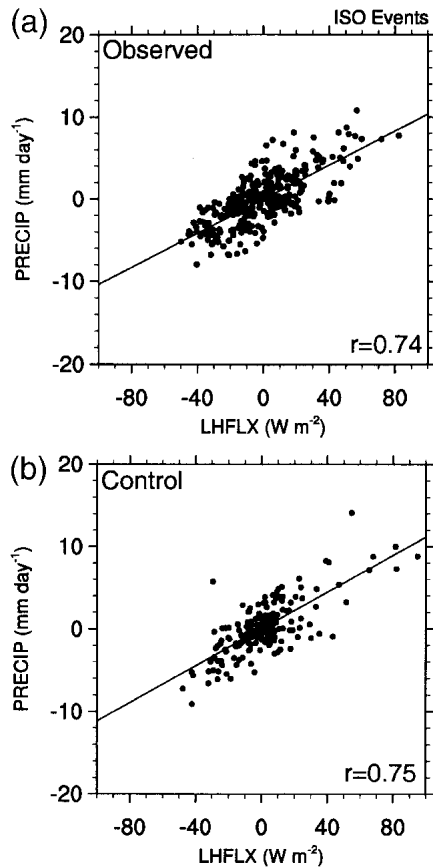 (a)
ISO Events
Observed
20
10
0
-10
-20
PRECIP (mm day⁻¹)
r=0.74
-80 -40 0 40 80
LHFLX (W m⁻²)
(b)
Control
20
10
0
-10
-20
PRECIP (mm day⁻¹)
r=0.75
-80 -40 0 40 80
LHFLX (W m⁻²)